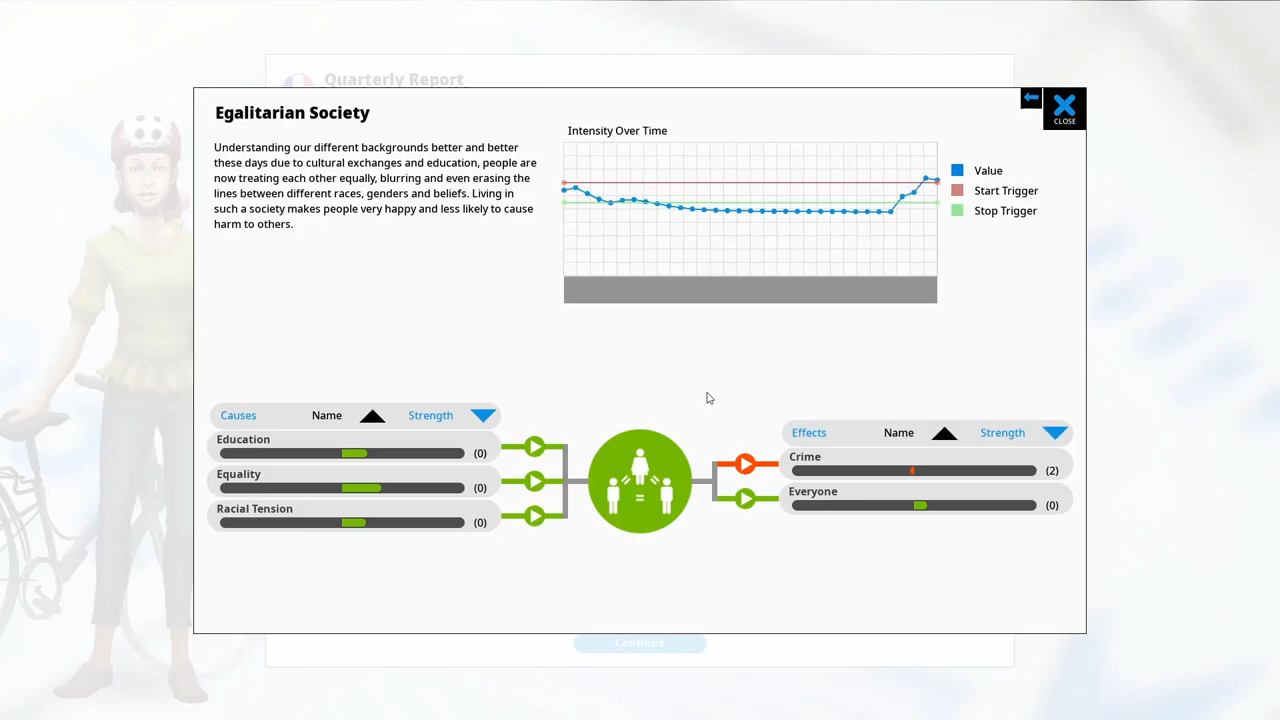 Quarterly Report
Egalitarian Society
CLOSE
Understanding our different backgrounds better and better
these days due to cultural exchanges and education, people are
now treating each other equally, blurring and even erasing the
lines between different races, genders and beliefs. Living in
such a society makes people very happy and less likely to cause
harm to others.
Intensity Over Time
Value
Start Trigger
Stop Trigger
Causes Name Strength
Education (0)
Equality (0)
Racial Tension (0)
Effects Name Strength
Crime (2)
Everyone (0)
Continue